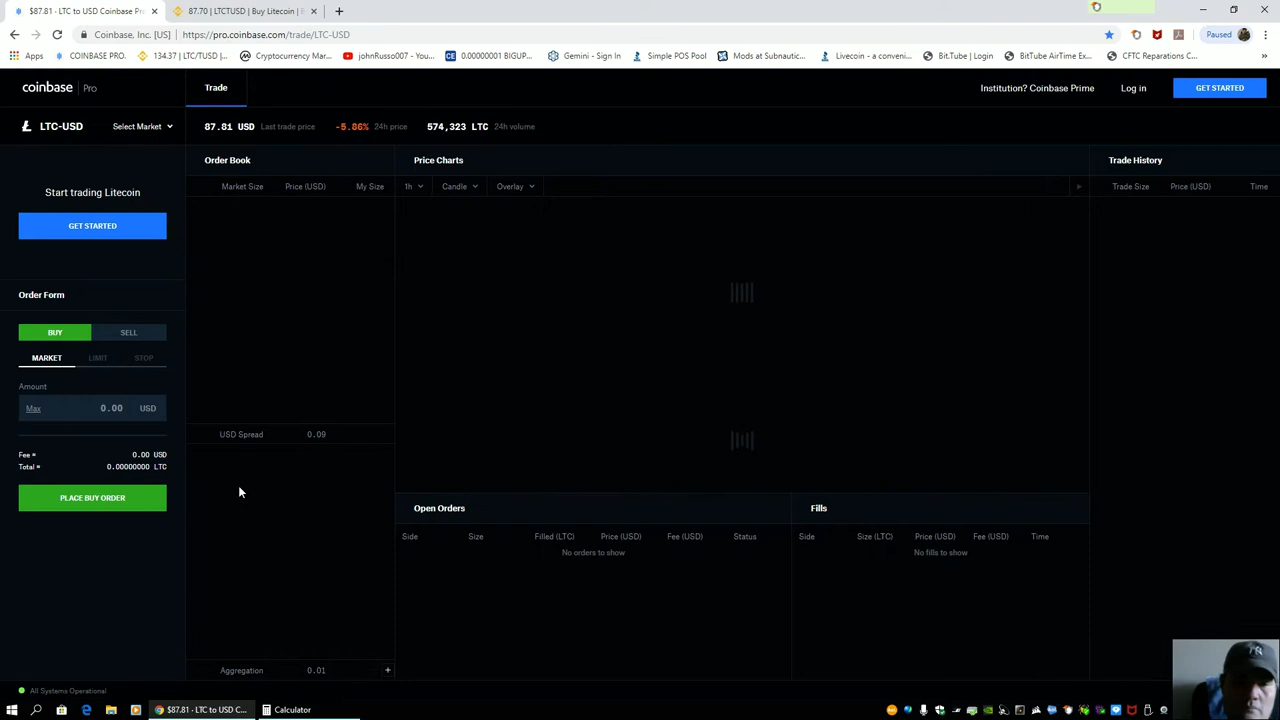 $87.81 - LTC to USD Coinbase Pr
87.70 | LTCTUSD | Buy Litecoin |
Coinbase, Inc. [US] | https://pro.coinbase.com/trade/LTC-USD
Paused
Apps COINBASE PRO. 134.37 | LTC/TUSD | Cryptocurrency Mar... johnRusso007 - You... 0.00000001 BIGUP... Gemini - Sign In Simple POS Pool Mods at Subnautic... Livecoin - a conveni... Bit.Tube | Login BitTube AirTime Ex... CFTC Reparations C... »
coinbase | Pro Trade Institution? Coinbase Prime Log in GET STARTED
LTC-USD Select Market 87.81 USD Last trade price -5.86% 24h price 574,323 LTC 24h volume
Order Book Price Charts Trade History
Market Size Price (USD) My Size 1h Candle Overlay Trade Size Price (USD) Time
Start trading Litecoin
GET STARTED
Order Form
BUY SELL
MARKET LIMIT STOP
Amount
Max 0.00 USD
USD Spread 0.09
Fee = 0.00 USD
Total = 0.00000000 LTC
PLACE BUY ORDER
Open Orders Fills
Side Size Filled (LTC) Price (USD) Fee (USD) Status Side Size (LTC) Price (USD) Fee (USD) Time
No orders to show No fills to show
Aggregation 0.01 +
All Systems Operational
$87.81 - LTC to USD C... Calculator